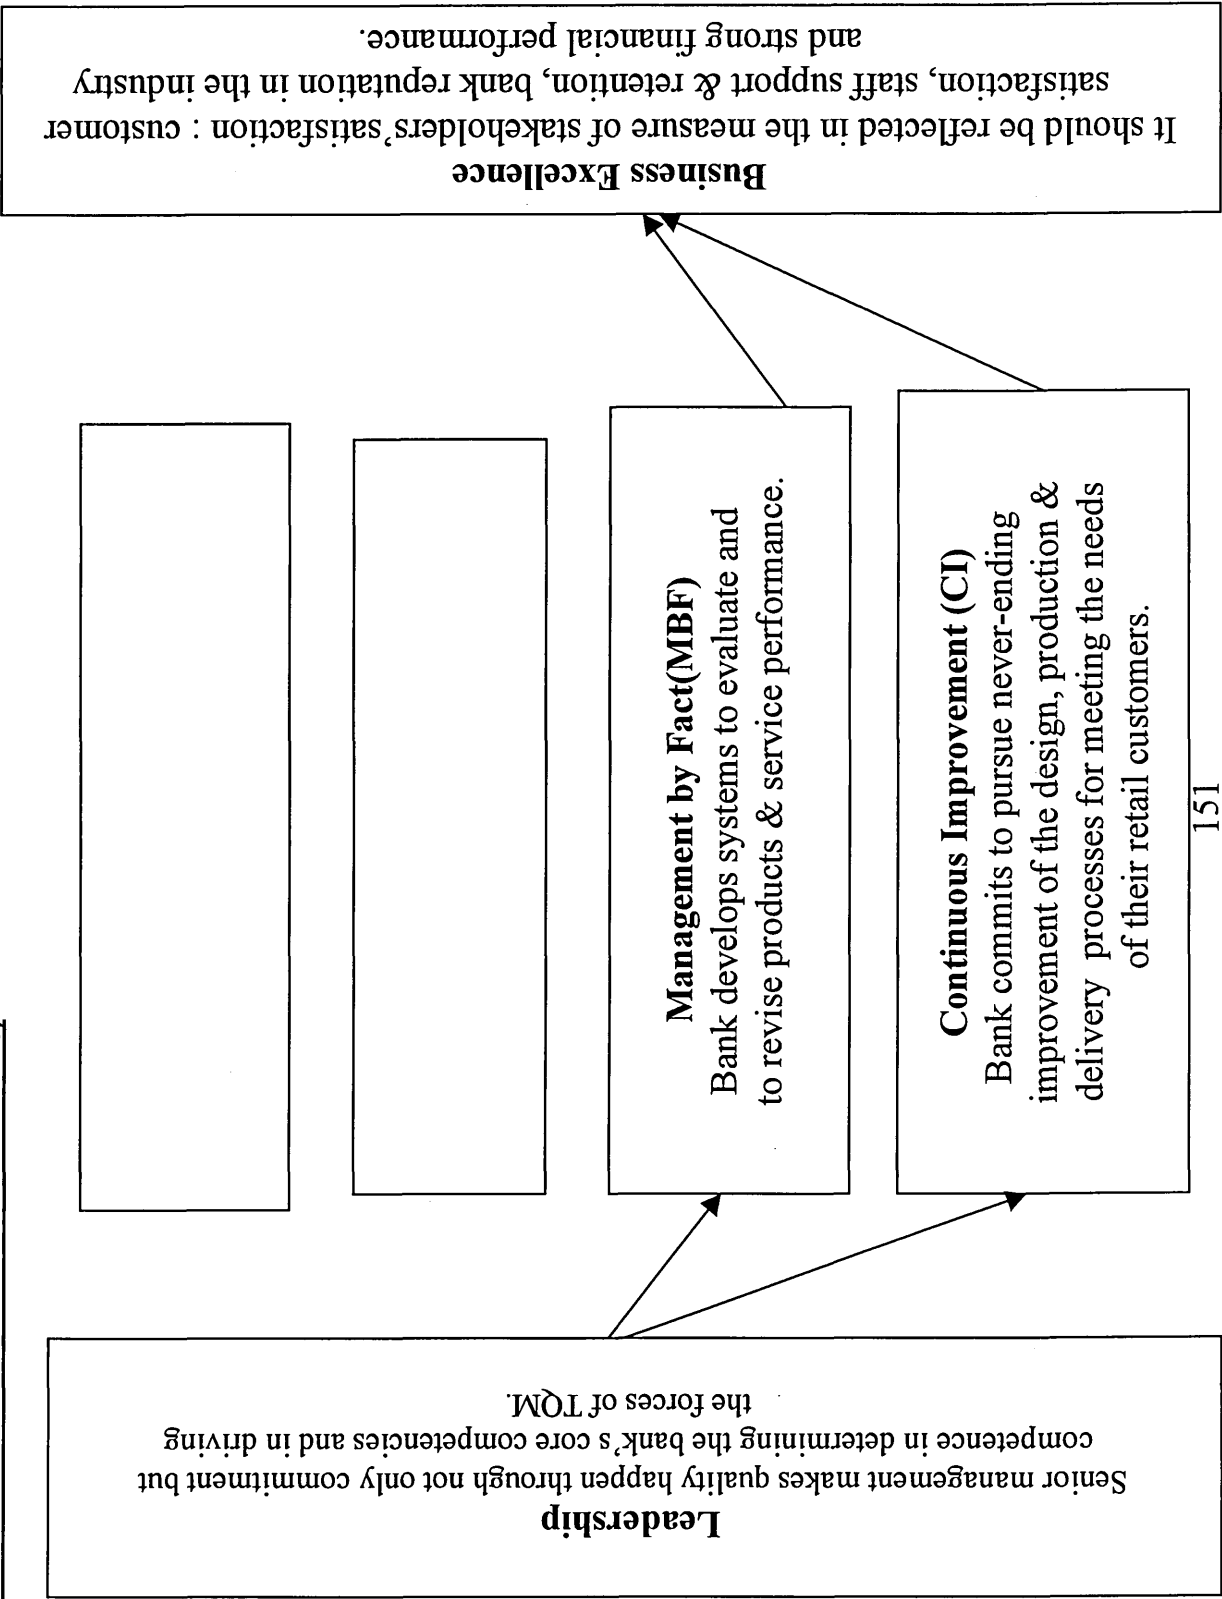 Leadership
Senior management makes quality happen through not only commitment but
competence in determining the bank's core competencies and in driving
the forces of TQM.
Management by Fact(MBF)
Bank develops systems to evaluate and
to revise products & service performance.
Continuous Improvement (CI)
Bank commits to pursue never-ending
improvement of the design, production &
delivery processes for meeting the needs
of their retail customers.
Business Excellence
It should be reflected in the measure of stakeholders'satisfaction : customer
satisfaction, staff support & retention, bank reputation in the industry
and strong financial performance.
151